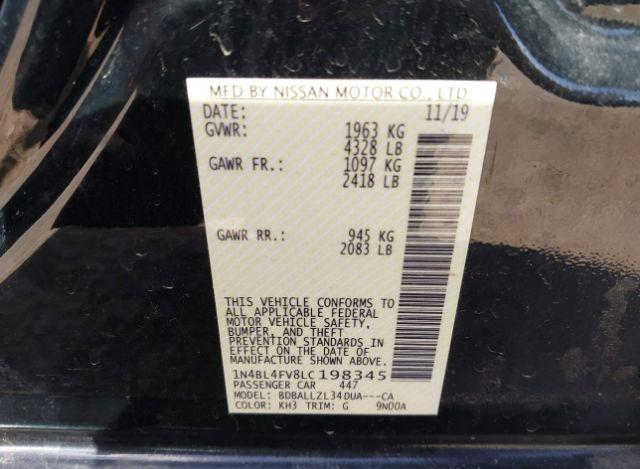 MFD BY NISSAN MOTOR CO., LTD
DATE: 11/19
GVWR: 1963 KG
4328 LB
GAWR FR.: 1097 KG
2418 LB
GAWR RR.: 945 KG
2083 LB
THIS VEHICLE CONFORMS TO
ALL APPLICABLE FEDERAL
MOTOR VEHICLE SAFETY,
BUMPER, AND THEFT
PREVENTION STANDARDS IN
EFFECT ON THE DATE OF
MANUFACTURE SHOWN ABOVE.
1N4BL4FV8LC198345
PASSENGER CAR 447
MODEL: BDBALLZL34DUA---CA
COLOR: KH3 TRIM: G 9N00A